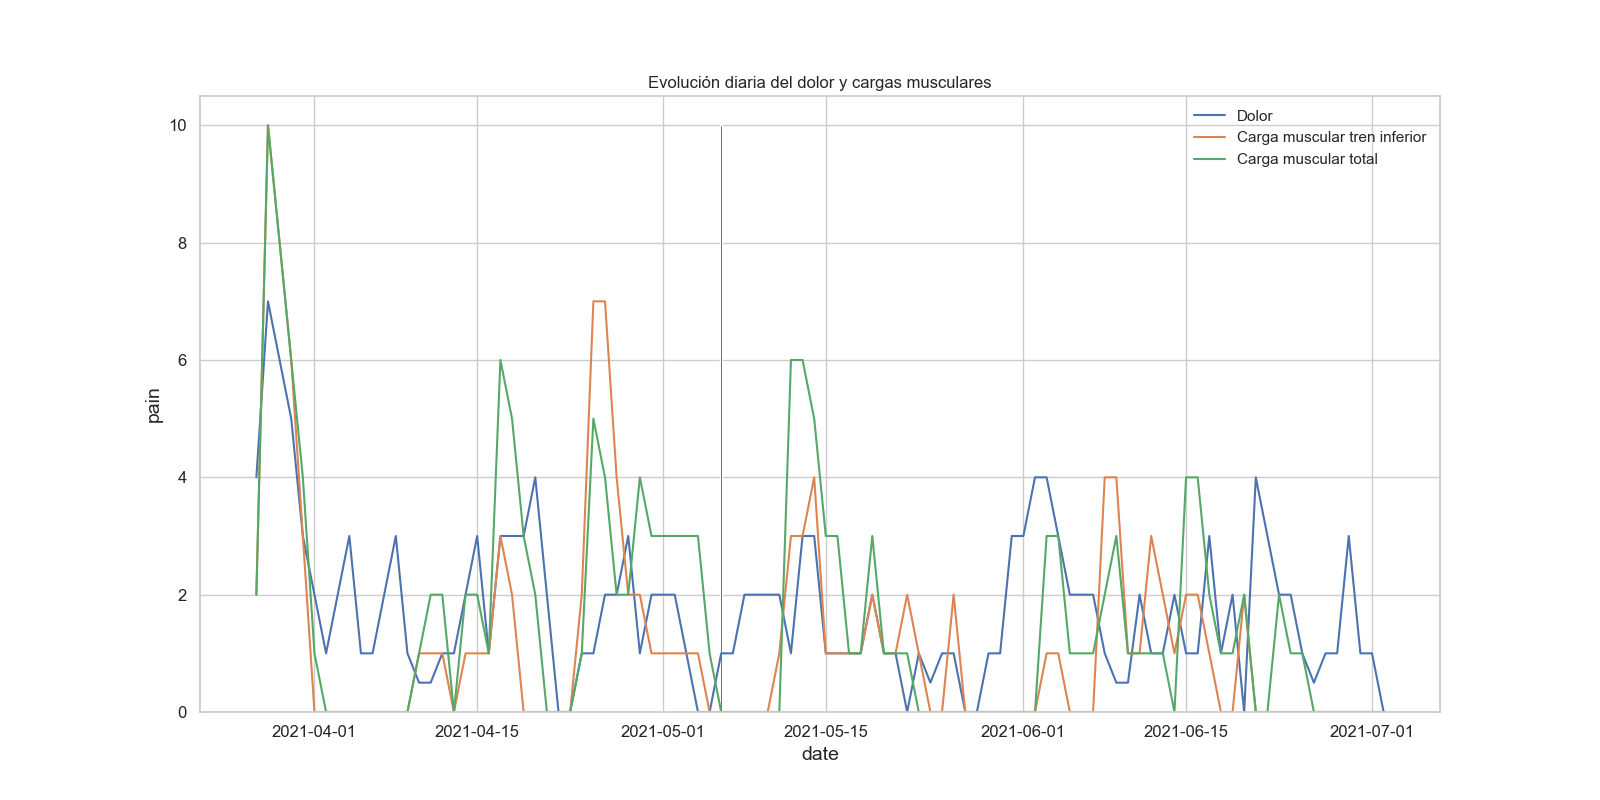 Evolución diaria del dolor y cargas musculares
Dolor
Carga muscular tren inferior
Carga muscular total
10
8
6
4
2
0
pain
2021-04-01
2021-04-15
2021-05-01
2021-05-15
2021-06-01
2021-06-15
2021-07-01
date